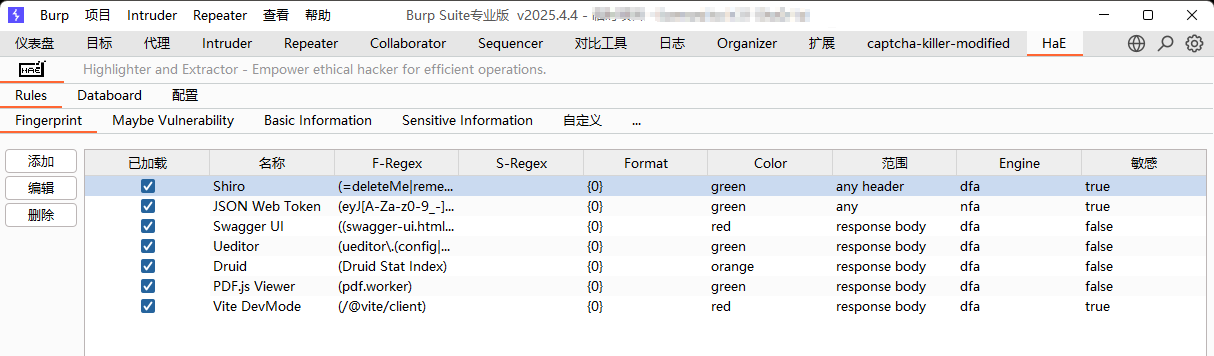 Burp 项目 Intruder Repeater 查看 帮助 Burp Suite专业版 v2025.4.4 -
仪表盘 目标 代理 Intruder Repeater Collaborator Sequencer 对比工具 日志 Organizer 扩展 captcha-killer-modified HaE
HAE Highlighter and Extractor - Empower ethical hacker for efficient operations.
Rules Databoard 配置
Fingerprint Maybe Vulnerability Basic Information Sensitive Information 自定义 ...
添加
编辑
删除
已加载 名称 F-Regex S-Regex Format Color 范围 Engine 敏感
Shiro (=deleteMe|reme... {0} green any header dfa true
JSON Web Token (eyJ[A-Za-z0-9_-]... {0} green any nfa true
Swagger UI ((swagger-ui.html... {0} red response body dfa false
Ueditor (ueditor\.(config|... {0} green response body dfa false
Druid (Druid Stat Index) {0} orange response body dfa false
PDF.js Viewer (pdf.worker) {0} green response body dfa false
Vite DevMode (/@vite/client) {0} red response body dfa true